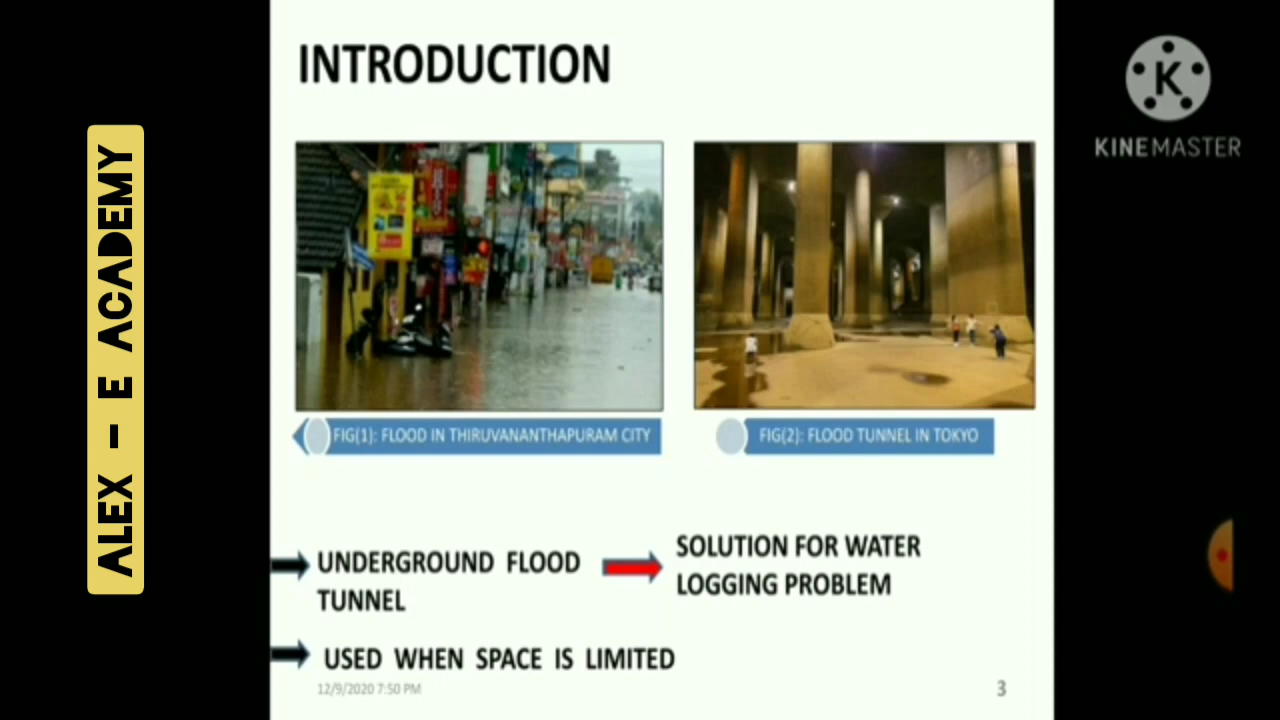 INTRODUCTION
ALEX - E ACADEMY
K
KINEMASTER
FIG(1): FLOOD IN THIRUVANANTHAPURAM CITY
FIG(2): FLOOD TUNNEL IN TOKYO
UNDERGROUND FLOOD
TUNNEL
SOLUTION FOR WATER
LOGGING PROBLEM
USED WHEN SPACE IS LIMITED
12/9/2020 7:50 PM
3